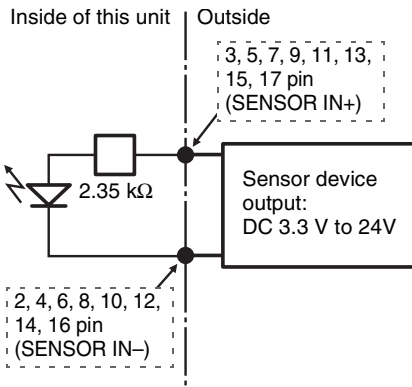 Inside of this unit
Outside
3, 5, 7, 9, 11, 13,
15, 17 pin
(SENSOR IN+)
2.35 kΩ
Sensor device
output:
DC 3.3 V to 24V
2, 4, 6, 8, 10, 12,
14, 16 pin
(SENSOR IN–)